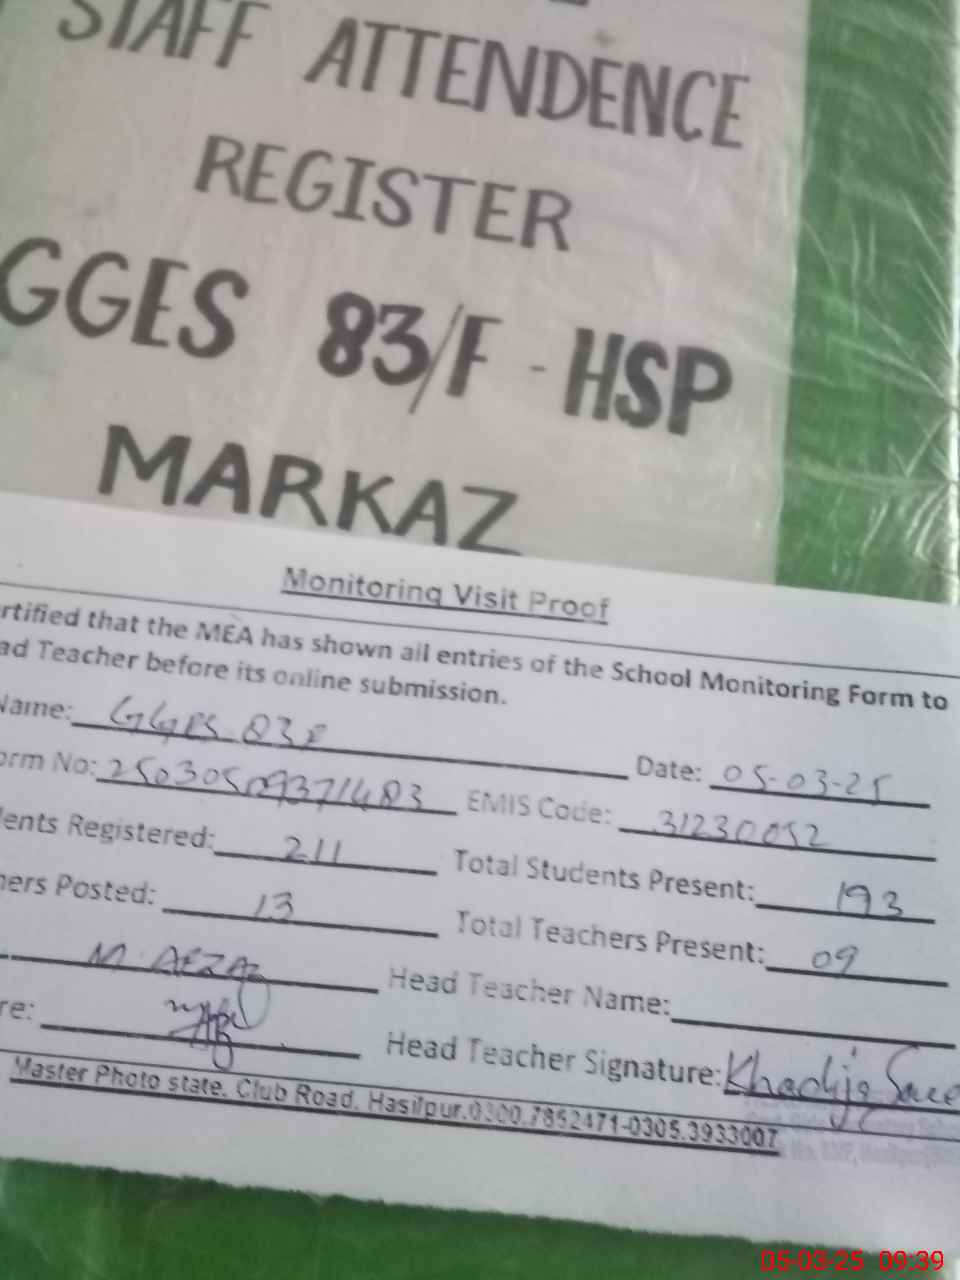 STAFF ATTENDENCE
REGISTER
GGES 83/F - HSP
MARKAZ
Monitoring Visit Proof
rtified that the MEA has shown all entries of the School Monitoring Form to
ad Teacher before its online submission.
Name: GGES 83F Date: 05-03-25
orm No: EMIS Code: 31230052
ents Registered: 211 Total Students Present: 193
hers Posted: 13 Total Teachers Present: 09
M. AEZAZ Head Teacher Name:
re: Head Teacher Signature: Khadija Saee
Master Photo state. Club Road. Hasilpur.0300.7852471-0305.3933007
05-03-25 09:39